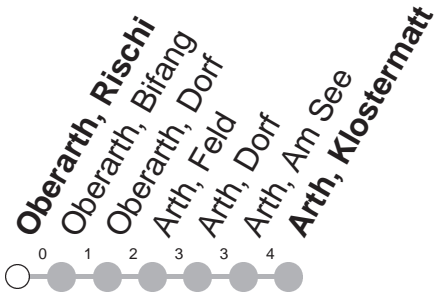 Oberarth, Rischi
Oberarth, Bifang
Oberarth, Dorf
Arth, Feld
Arth, Dorf
Arth, Am See
Arth, Klostermatt
0 1 2 3 3 4